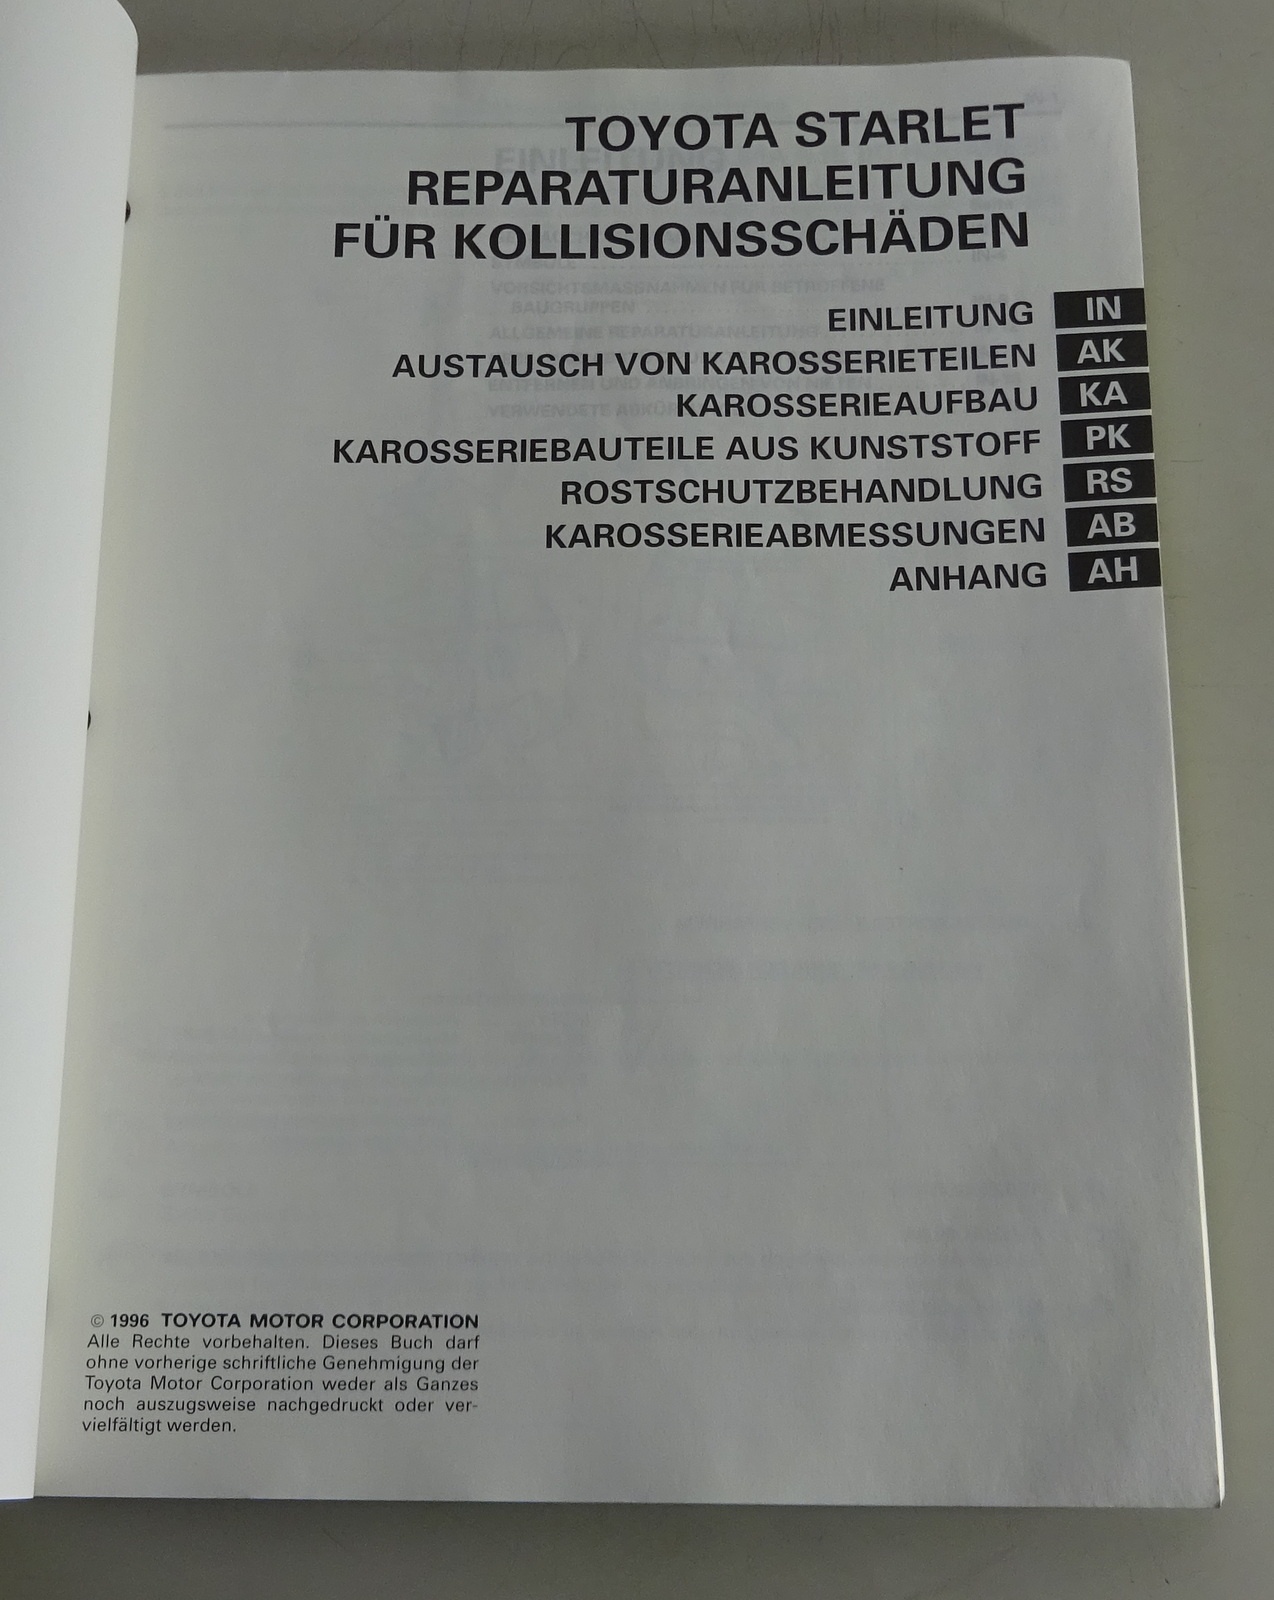 TOYOTA STARLET
REPARATURANLEITUNG
FÜR KOLLISIONSSCHÄDEN
EINLEITUNG IN
AUSTAUSCH VON KAROSSERIETEILEN AK
KAROSSERIEAUFBAU KA
KAROSSERIEBAUTEILE AUS KUNSTSTOFF PK
ROSTSCHUTZBEHANDLUNG RS
KAROSSERIEABMESSUNGEN AB
ANHANG AH
© 1996 TOYOTA MOTOR CORPORATION
Alle Rechte vorbehalten. Dieses Buch darf
ohne vorherige schriftliche Genehmigung der
Toyota Motor Corporation weder als Ganzes
noch auszugsweise nachgedruckt oder ver-
vielfältigt werden.